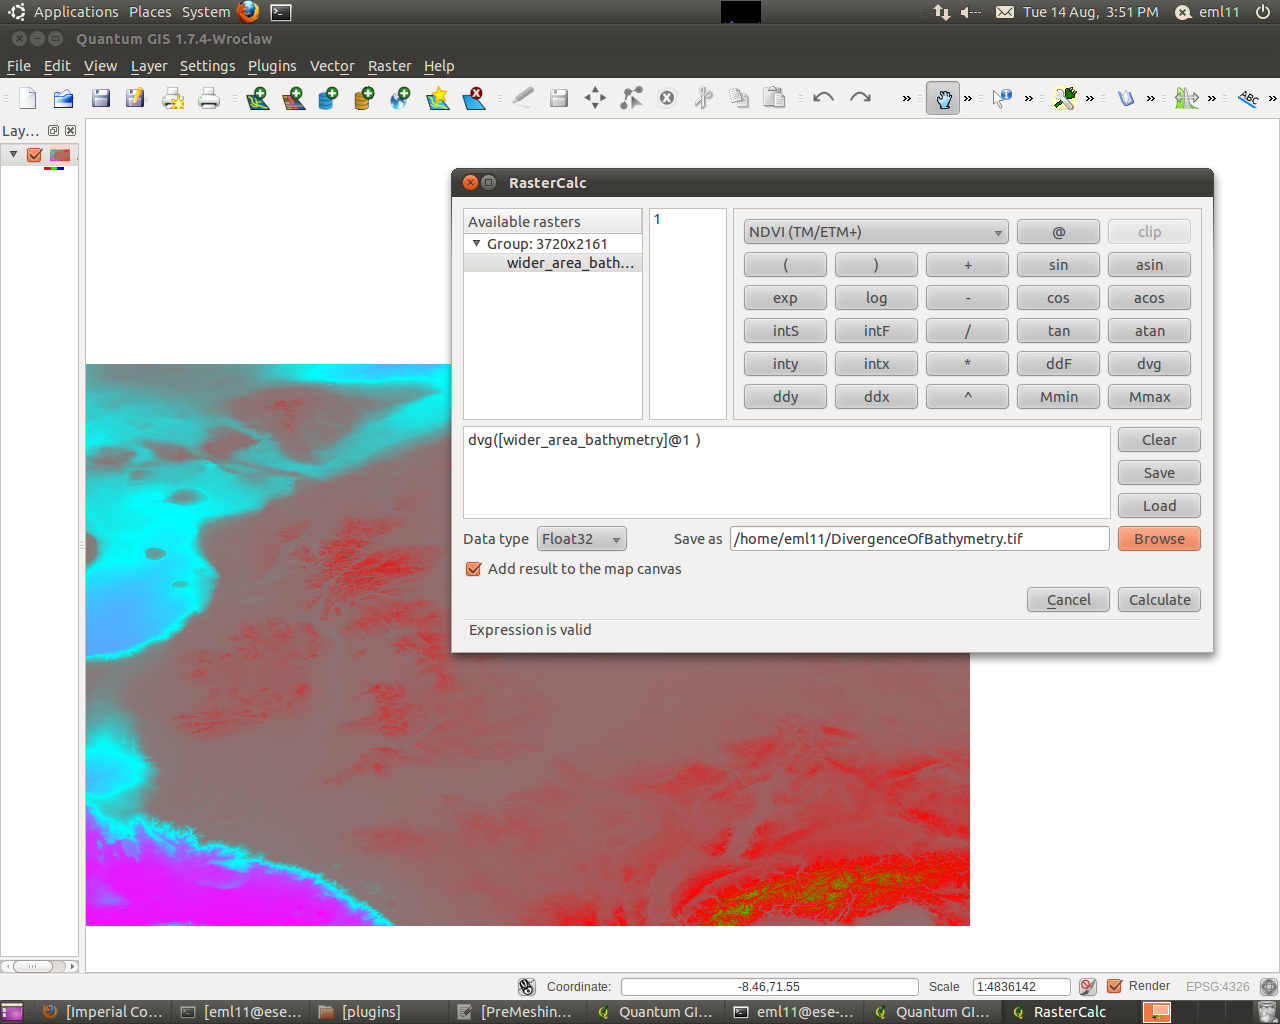 Applications Places System
Tue 14 Aug, 3:51 PM eml11
Quantum GIS 1.7.4-Wroclaw
File Edit View Layer Settings Plugins Vector Raster Help
ABC
Lay...
RasterCalc
Available rasters
Group: 3720x2161
wider_area_bath...
1
NDVI (TM/ETM+) @ clip
( ) + sin asin
exp log - cos acos
intS intF / tan atan
inty intx * ddF dvg
ddy ddx ^ Mmin Mmax
dvg([wider_area_bathymetry]@1 )
Clear
Save
Load
Data type Float32 Save as /home/eml11/DivergenceOfBathymetry.tif Browse
Add result to the map canvas
Cancel Calculate
Expression is valid
Coordinate: -8.46,71.55 Scale 1:4836142 Render EPSG:4326
[Imperial Co... [eml11@ese... [plugins] [PreMeshin... Quantum GI... eml11@ese-... Quantum GI... RasterCalc